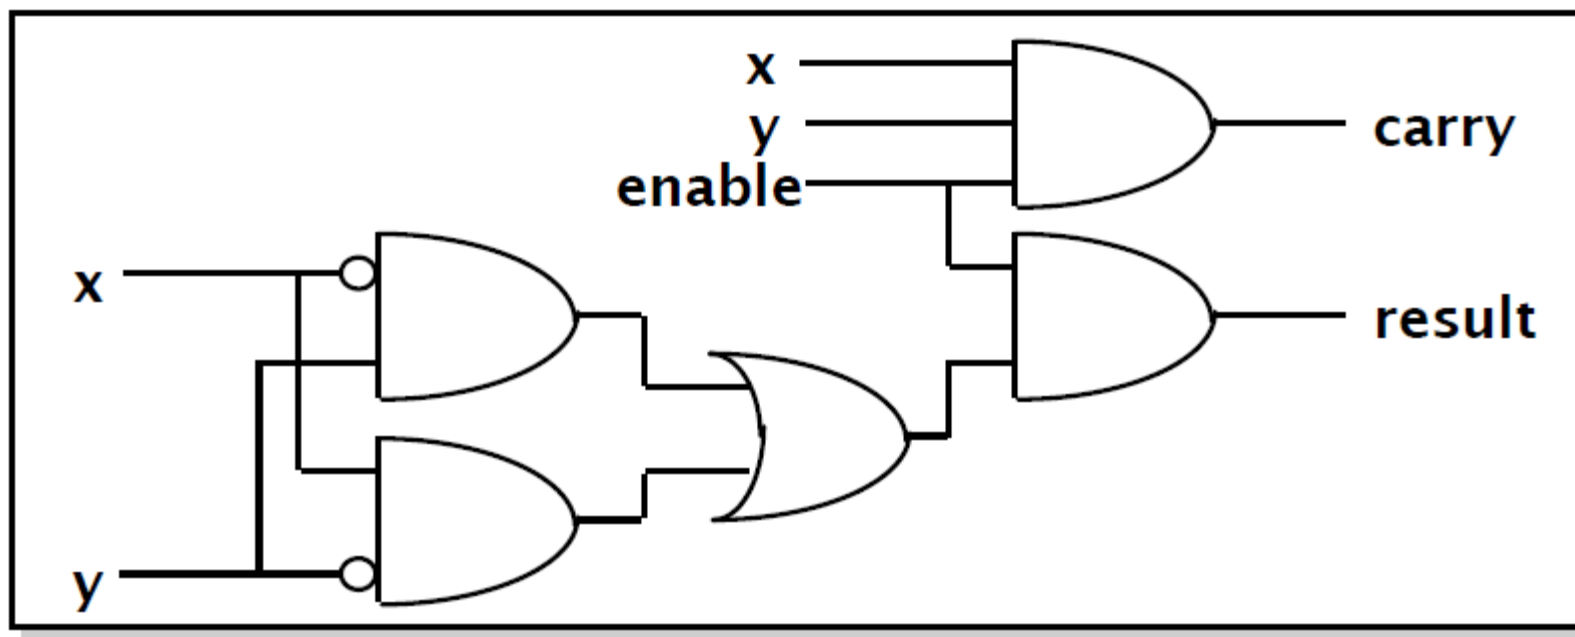 x
y
enable
carry
x
result
y